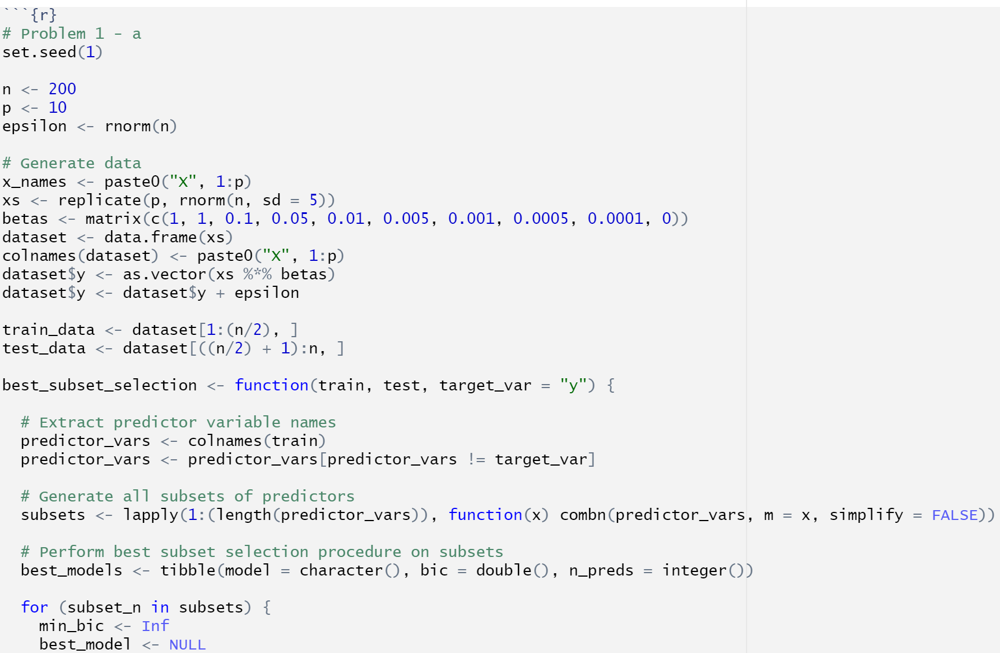 ```{r}
# Problem 1 - a
set.seed(1)
n <- 200
p <- 10
epsilon <- rnorm(n)
# Generate data
x_names <- paste0("X", 1:p)
xs <- replicate(p, rnorm(n, sd = 5))
betas <- matrix(c(1, 1, 0.1, 0.05, 0.01, 0.005, 0.001, 0.0005, 0.0001, 0))
dataset <- data.frame(xs)
colnames(dataset) <- paste0("X", 1:p)
dataset$y <- as.vector(xs %*% betas)
dataset$y <- dataset$y + epsilon
train_data <- dataset[1:(n/2), ]
test_data <- dataset[((n/2) + 1):n, ]
best_subset_selection <- function(train, test, target_var = "y") {
  # Extract predictor variable names
  predictor_vars <- colnames(train)
  predictor_vars <- predictor_vars[predictor_vars != target_var]
  # Generate all subsets of predictors
  subsets <- lapply(1:(length(predictor_vars)), function(x) combn(predictor_vars, m = x, simplify = FALSE))
  # Perform best subset selection procedure on subsets
  best_models <- tibble(model = character(), bic = double(), n_preds = integer())
  for (subset_n in subsets) {
    min_bic <- Inf
    best_model <- NULL